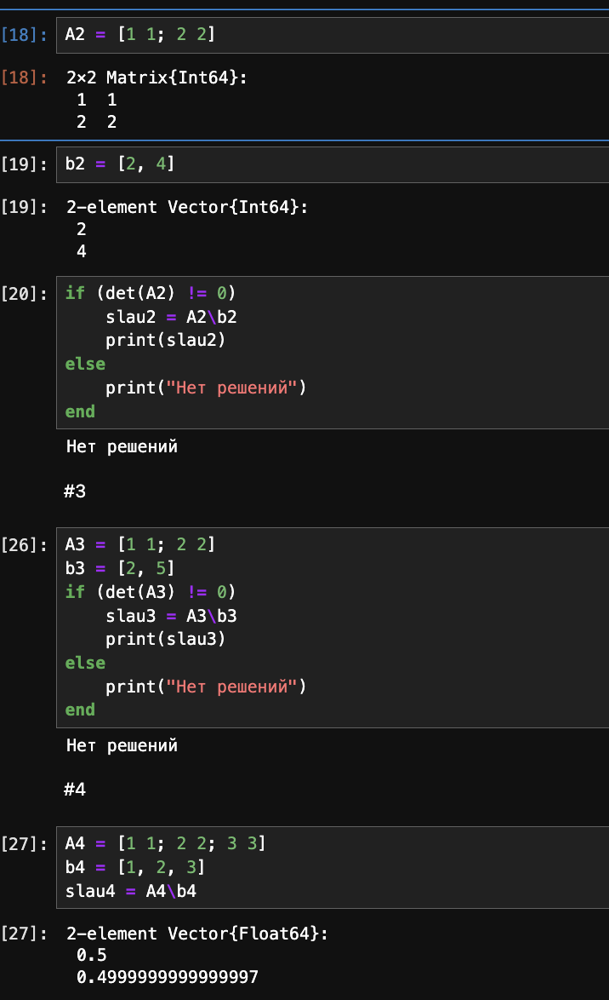 [18]: A2 = [1 1; 2 2]
[18]: 2×2 Matrix{Int64}:
1 1
2 2
[19]: b2 = [2, 4]
[19]: 2-element Vector{Int64}:
2
4
[20]: if (det(A2) != 0)
slau2 = A2\b2
print(slau2)
else
print("Нет решений")
end
Нет решений
#3
[26]: A3 = [1 1; 2 2]
b3 = [2, 5]
if (det(A3) != 0)
slau3 = A3\b3
print(slau3)
else
print("Нет решений")
end
Нет решений
#4
[27]: A4 = [1 1; 2 2; 3 3]
b4 = [1, 2, 3]
slau4 = A4\b4
[27]: 2-element Vector{Float64}:
0.5
0.4999999999999997